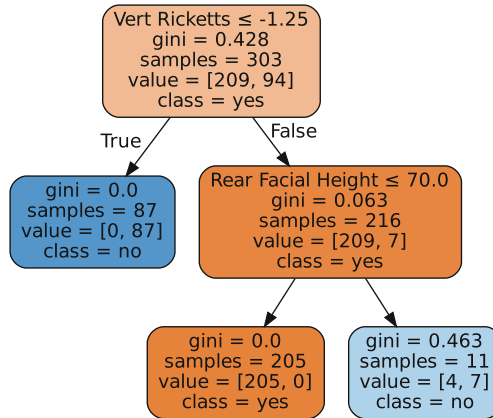 Vert Ricketts ≤ -1.25
gini = 0.428
samples = 303
value = [209, 94]
class = yes
True
False
gini = 0.0
samples = 87
value = [0, 87]
class = no
Rear Facial Height ≤ 70.0
gini = 0.063
samples = 216
value = [209, 7]
class = yes
gini = 0.0
samples = 205
value = [205, 0]
class = yes
gini = 0.463
samples = 11
value = [4, 7]
class = no